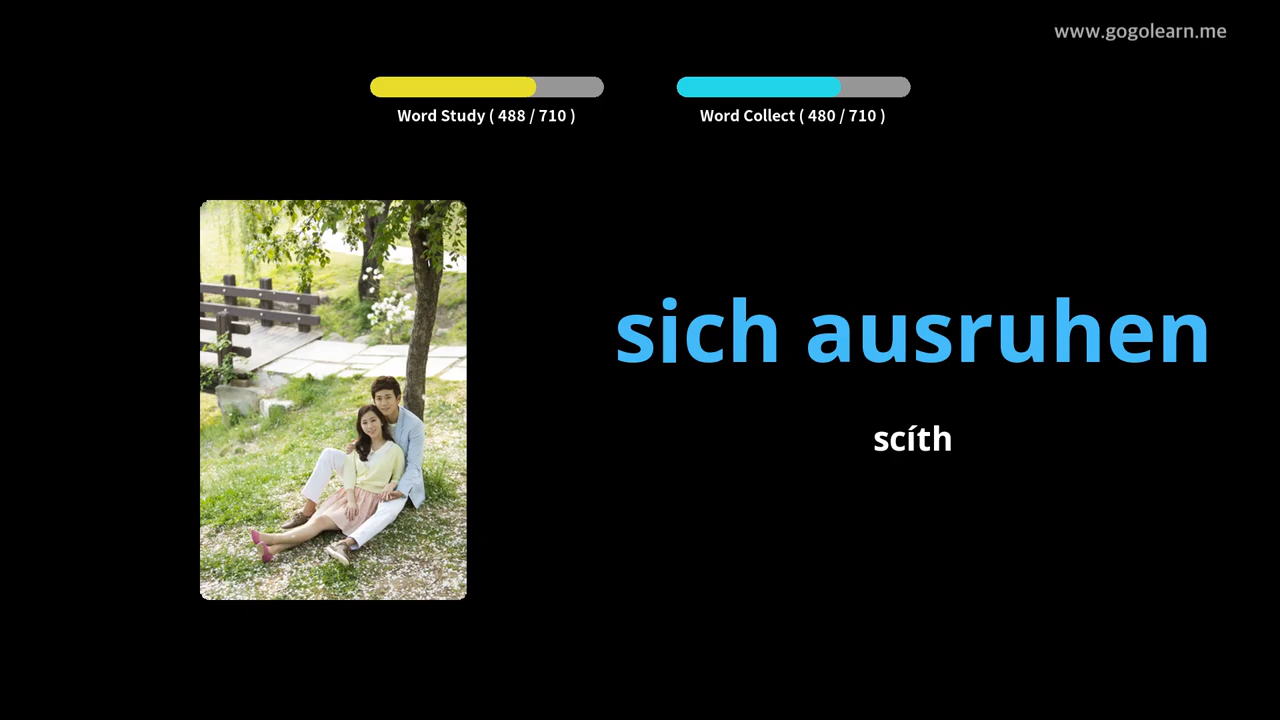 www.gogolearn.me
Word Study ( 488 / 710 )
Word Collect ( 480 / 710 )
sich ausruhen
scíth